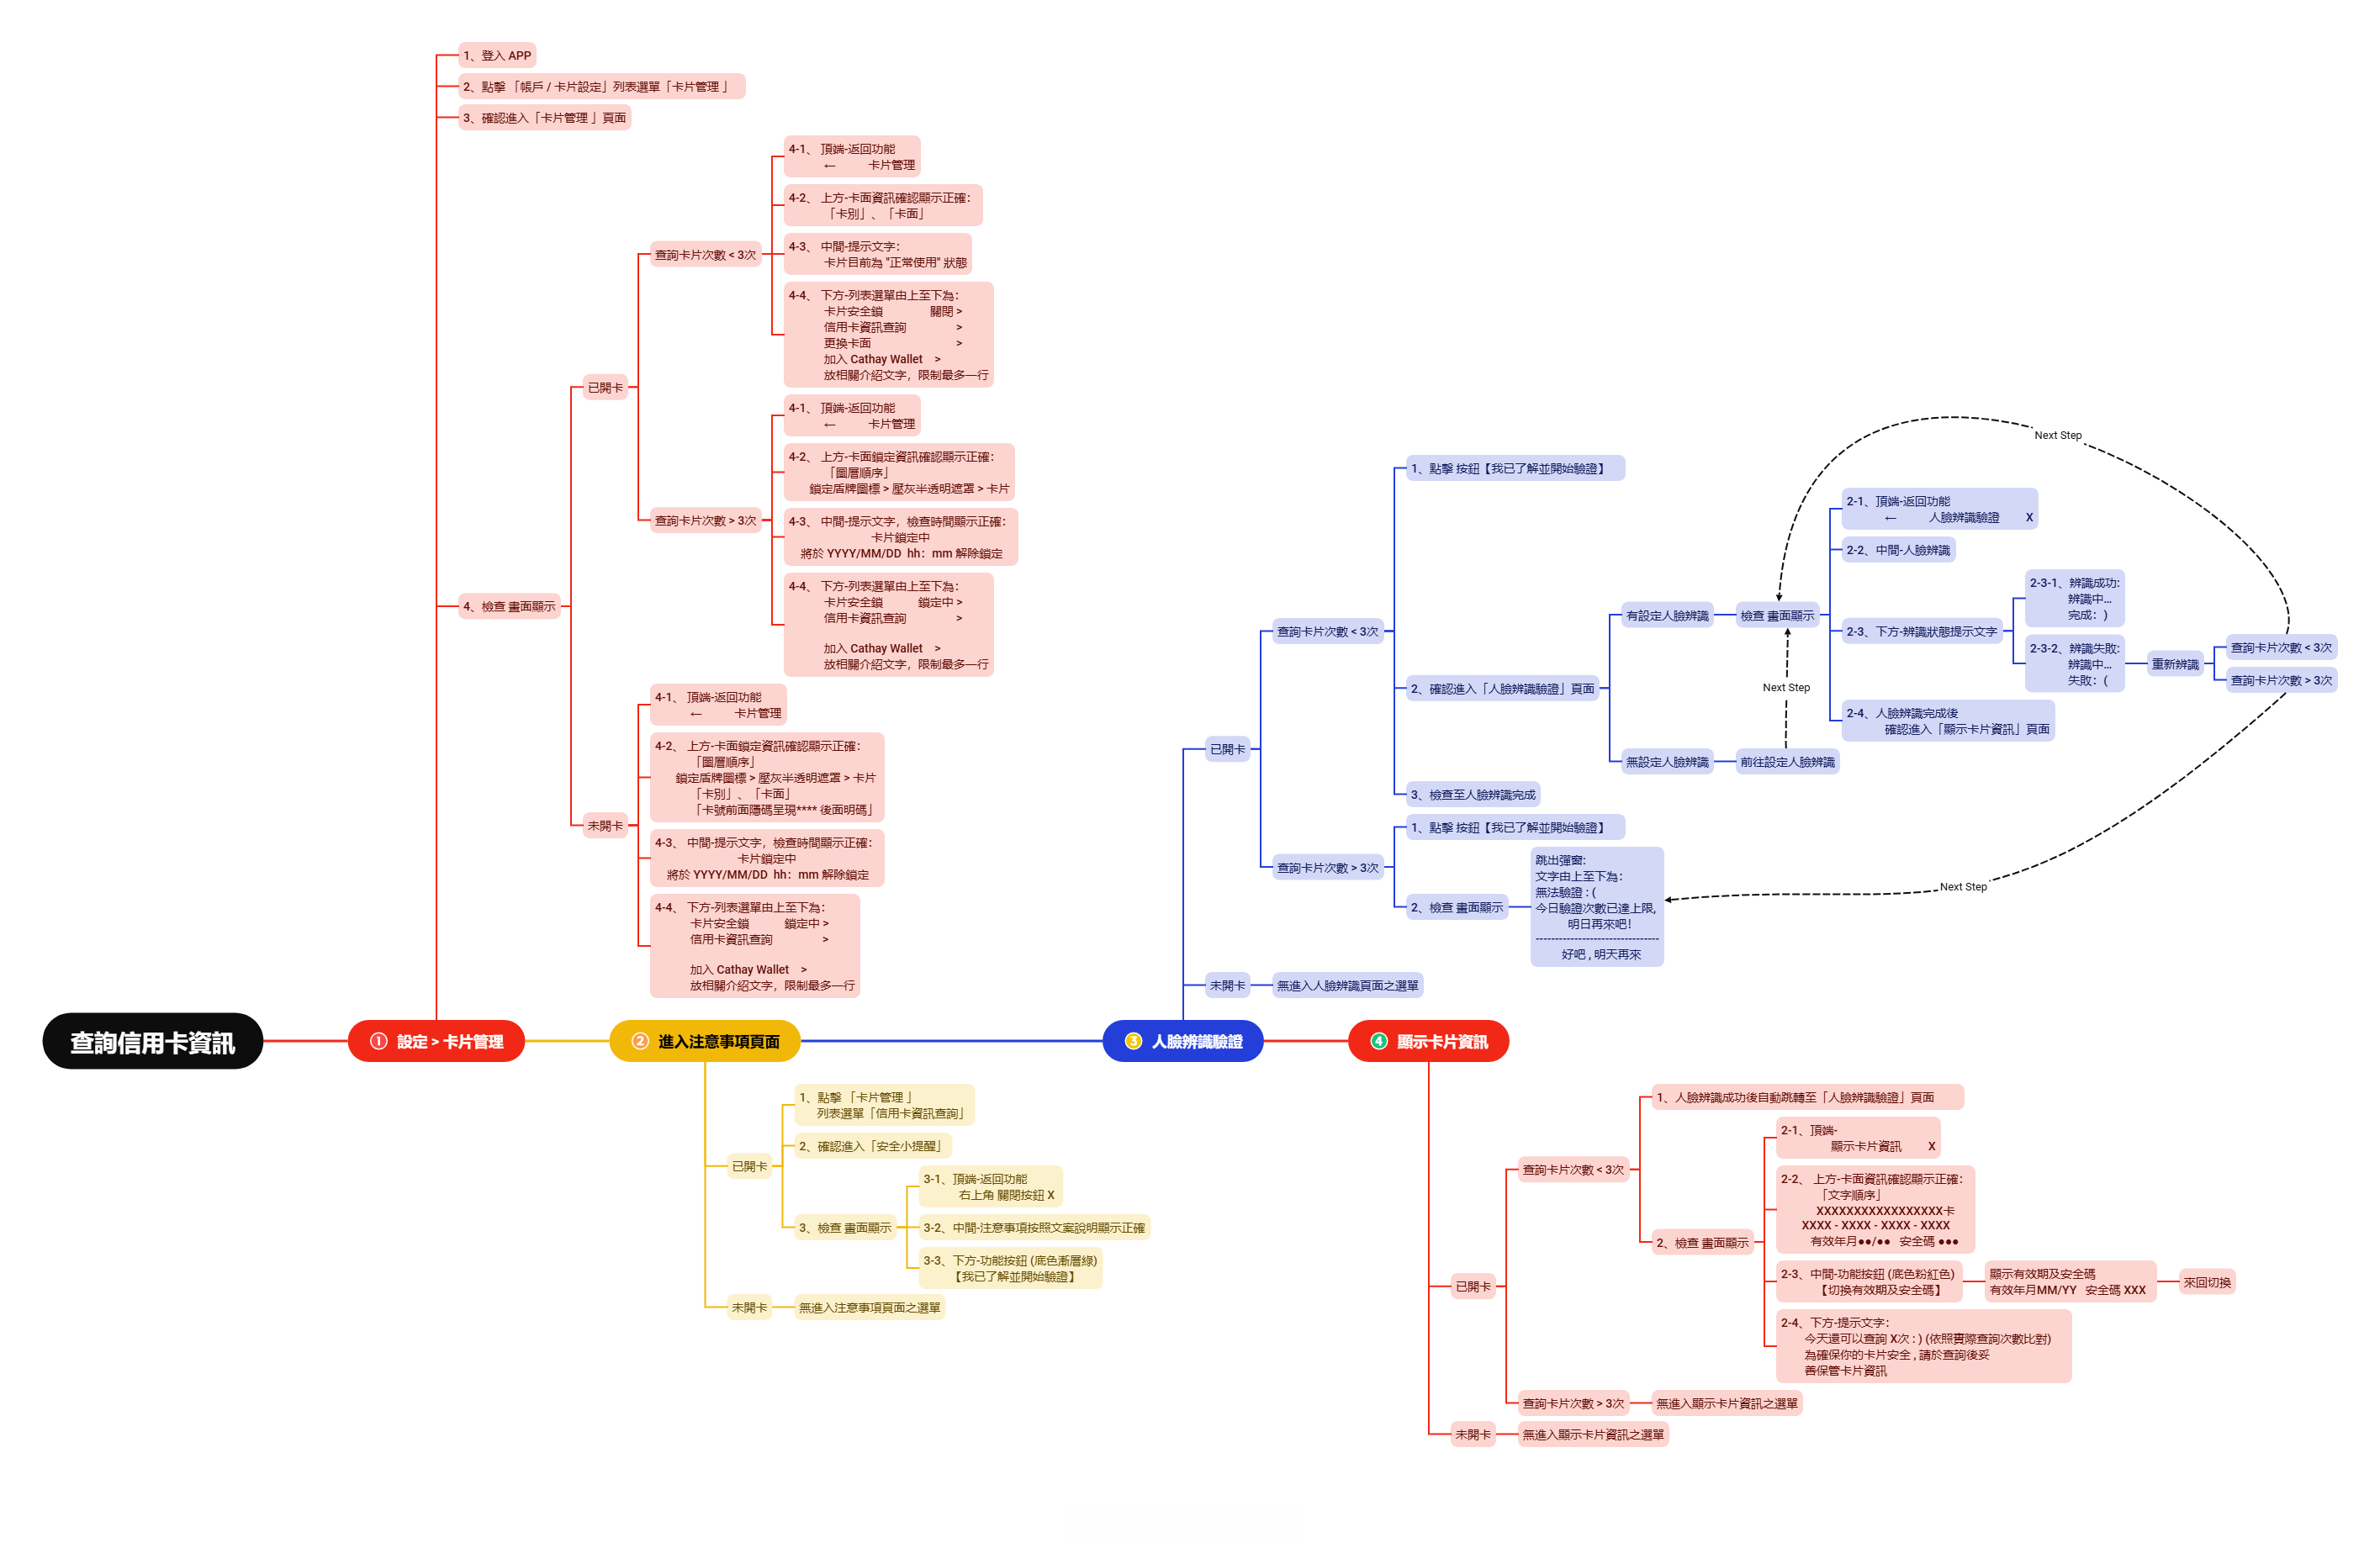 查詢信用卡資訊
① 設定 > 卡片管理
1、登入 APP
2、點擊 「帳戶 / 卡片設定」列表選單「卡片管理 」
3、確認進入「卡片管理 」頁面
4、檢查 畫面顯示
已開卡
查詢卡片次數 < 3次
4-1、 頂端-返回功能
← 卡片管理
4-2、 上方-卡面資訊確認顯示正確：
「卡別」、「卡面」
4-3、 中間-提示文字：
卡片目前為 "正常使用" 狀態
4-4、 下方-列表選單由上至下為：
卡片安全鎖 關閉 >
信用卡資訊查詢 >
更換卡面 >
加入 Cathay Wallet >
放相關介紹文字，限制最多一行
查詢卡片次數 > 3次
4-1、 頂端-返回功能
← 卡片管理
4-2、 上方-卡面鎖定資訊確認顯示正確：
「圖層順序」
鎖定盾牌圖標 > 壓灰半透明遮罩 > 卡片
4-3、 中間-提示文字，檢查時間顯示正確：
卡片鎖定中
將於 YYYY/MM/DD hh：mm 解除鎖定
4-4、 下方-列表選單由上至下為：
卡片安全鎖 鎖定中 >
信用卡資訊查詢 >
加入 Cathay Wallet >
放相關介紹文字，限制最多一行
未開卡
4-1、 頂端-返回功能
← 卡片管理
4-2、 上方-卡面鎖定資訊確認顯示正確：
「圖層順序」
鎖定盾牌圖標 > 壓灰半透明遮罩 > 卡片
「卡別」、「卡面」
「卡號前面隱碼呈現**** 後面明碼」
4-3、 中間-提示文字，檢查時間顯示正確：
卡片鎖定中
將於 YYYY/MM/DD hh：mm 解除鎖定
4-4、 下方-列表選單由上至下為：
卡片安全鎖 鎖定中 >
信用卡資訊查詢 >
加入 Cathay Wallet >
放相關介紹文字，限制最多一行
② 進入注意事項頁面
已開卡
1、點擊 「卡片管理 」
列表選單「信用卡資訊查詢」
2、確認進入「安全小提醒」
3、檢查 畫面顯示
3-1、頂端-返回功能
右上角 關閉按鈕 X
3-2、中間-注意事項按照文案說明顯示正確
3-3、下方-功能按鈕 (底色漸層綠)
【我已了解並開始驗證】
未開卡
無進入注意事項頁面之選單
③ 人臉辨識驗證
已開卡
查詢卡片次數 < 3次
1、點擊 按鈕【我已了解並開始驗證】
2、確認進入「人臉辨識驗證」頁面
有設定人臉辨識
檢查 畫面顯示
2-1、頂端-返回功能
← 人臉辨識驗證 X
2-2、中間-人臉辨識
2-3、下方-辨識狀態提示文字
2-3-1、辨識成功:
辨識中...
完成：)
2-3-2、辨識失敗:
辨識中...
失敗：(
重新辨識
查詢卡片次數 < 3次
查詢卡片次數 > 3次
Next Step
Next Step
Next Step
2-4、人臉辨識完成後
確認進入「顯示卡片資訊」頁面
無設定人臉辨識
前往設定人臉辨識
3、檢查至人臉辨識完成
查詢卡片次數 > 3次
1、點擊 按鈕【我已了解並開始驗證】
2、檢查 畫面顯示
跳出彈窗:
文字由上至下為：
無法驗證 : (
今日驗證次數已達上限,
明日再來吧！
--------------------------------
好吧 , 明天再來
未開卡
無進入人臉辨識頁面之選單
④ 顯示卡片資訊
已開卡
查詢卡片次數 < 3次
1、人臉辨識成功後自動跳轉至「人臉辨識驗證」頁面
2、檢查 畫面顯示
2-1、頂端-
顯示卡片資訊 X
2-2、 上方-卡面資訊確認顯示正確：
「文字順序」
XXXXXXXXXXXXXXXXX卡
XXXX - XXXX - XXXX - XXXX
有效年月●●/●● 安全碼 ●●●
2-3、中間-功能按鈕 (底色粉紅色)
【切換有效期及安全碼】
顯示有效期及安全碼
有效年月MM/YY 安全碼 XXX
來回切換
2-4、下方-提示文字：
今天還可以查詢 X次 : ) (依照實際查詢次數比對)
為確保你的卡片安全 , 請於查詢後妥
善保管卡片資訊
查詢卡片次數 > 3次
無進入顯示卡片資訊之選單
未開卡
無進入顯示卡片資訊之選單